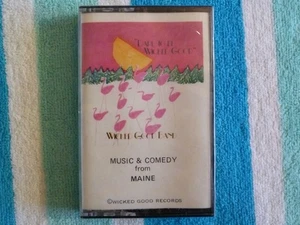 WICKED GOOD BAND
MUSIC & COMEDY
from
MAINE
©WICKED GOOD RECORDS